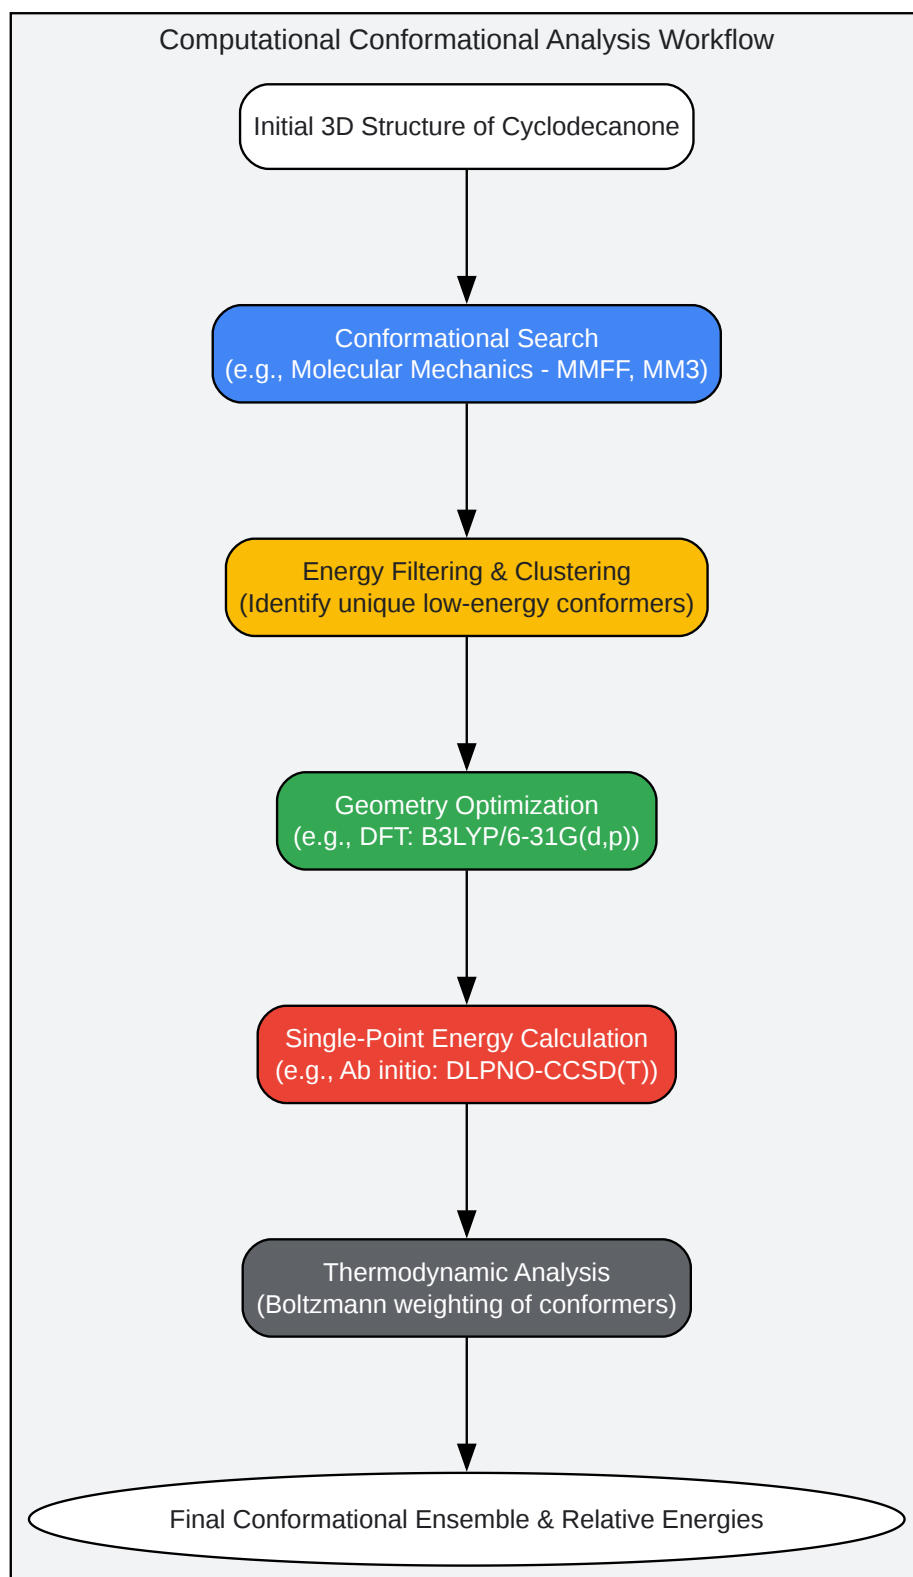 Computational Conformational Analysis Workflow
Initial 3D Structure of Cyclodecanone
Conformational Search
(e.g., Molecular Mechanics - MMFF, MM3)
Energy Filtering & Clustering
(Identify unique low-energy conformers)
Geometry Optimization
(e.g., DFT: B3LYP/6-31G(d,p))
Single-Point Energy Calculation
(e.g., Ab initio: DLPNO-CCSD(T))
Thermodynamic Analysis
(Boltzmann weighting of conformers)
Final Conformational Ensemble & Relative Energies